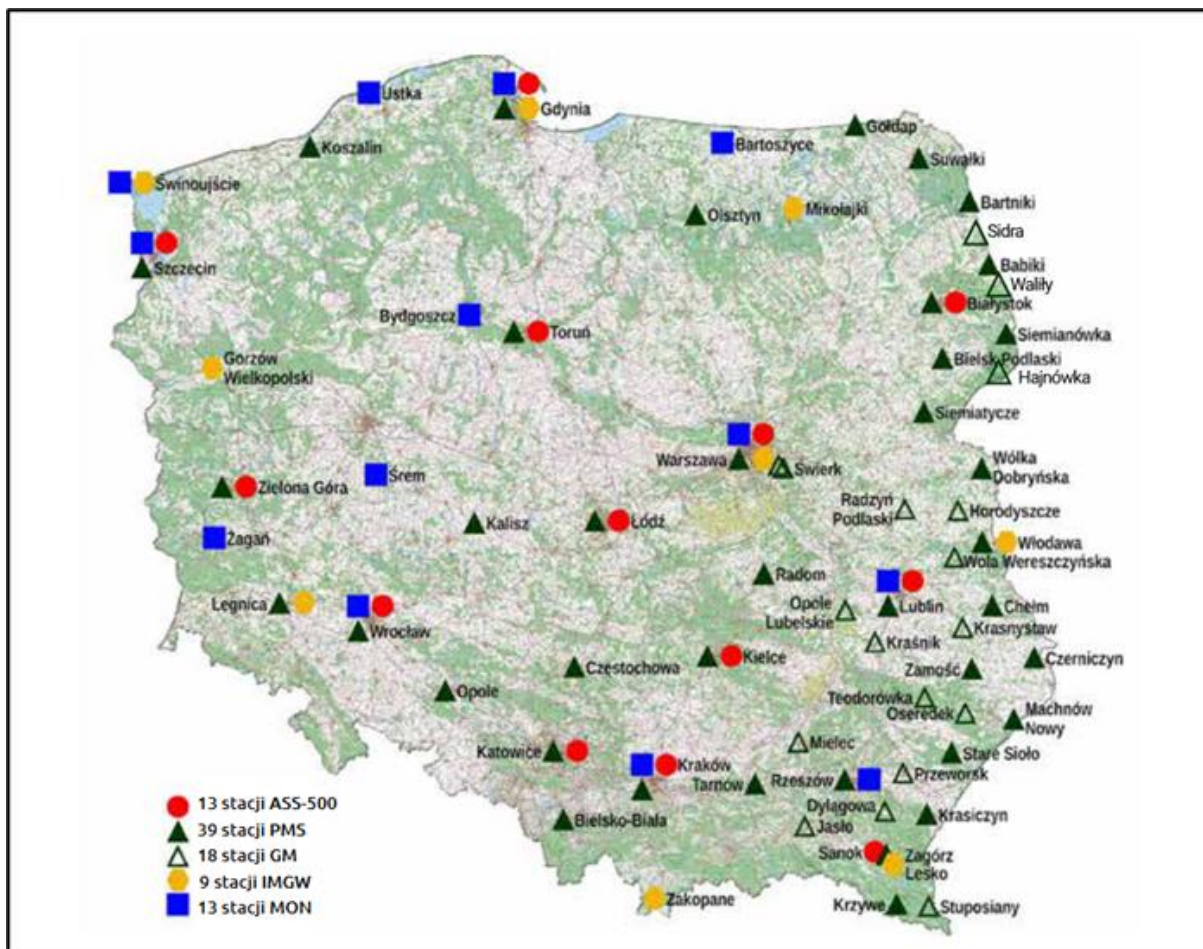 Ustka
Gdynia
Gołdap
Bartoszyce
Koszalin
Suwałki
Świnoujście
Bartniki
Mikołajki
Olsztyn
Sidra
Babiki
Szczecin
Waliły
Białystok
Bydgoszcz
Toruń
Siemianówka
Gorzów
Wielkopolski
Bielsk Podlaski
Hajnówka
Siemiatycze
Warszawa
Świerk
Wólka
Dobryńska
Śrem
Zielona Góra
Radzyń
Podlaski
Horodyszcze
Kalisz
Łódź
Żagań
Włodawa
Wola Wereszczyńska
Radom
Legnica
Opole
Lubelskie
Lublin
Chełm
Wrocław
Krasnystaw
Kraśnik
Kielce
Czerniczyn
Częstochowa
Zamość
Opole
Teodorówka
Oseredek
Machnów
Nowy
Mielec
Katowice
Stare Sioło
Kraków
Przeworsk
Tarnów
Rzeszów
Dylągowa
Krasiczyn
Bielsko-Biała
Jasło
Sanok
Zagórz
Lesko
Zakopane
Krzywe
Stuposiany
13 stacji ASS-500
39 stacji PMS
18 stacji GM
9 stacji IMGW
13 stacji MON